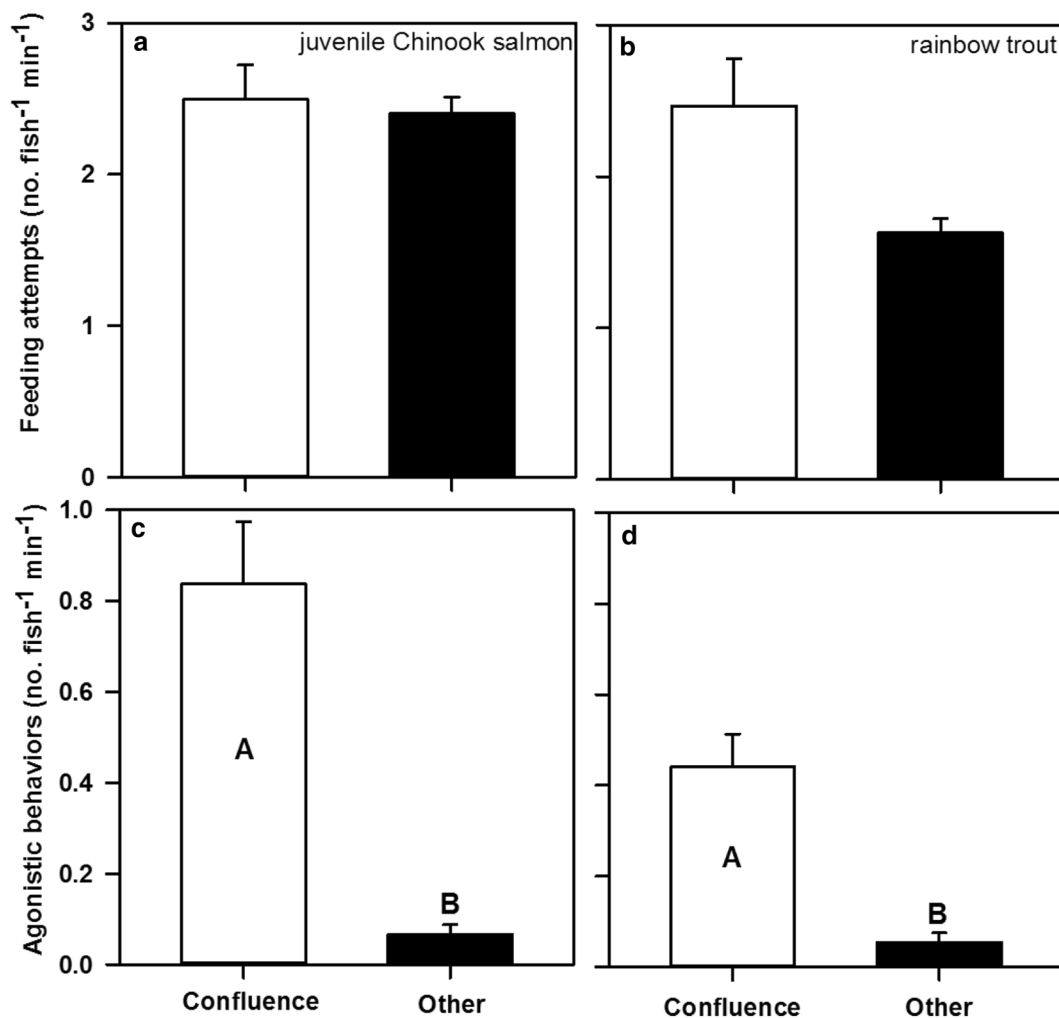 Feeding attempts (no. fish⁻¹ min⁻¹)
3
2
1
0
a
juvenile Chinook salmon
b
rainbow trout
Agonistic behaviors (no. fish⁻¹ min⁻¹)
1.0
0.8
0.6
0.4
0.2
0.0
c
A
B
d
A
B
Confluence
Other
Confluence
Other